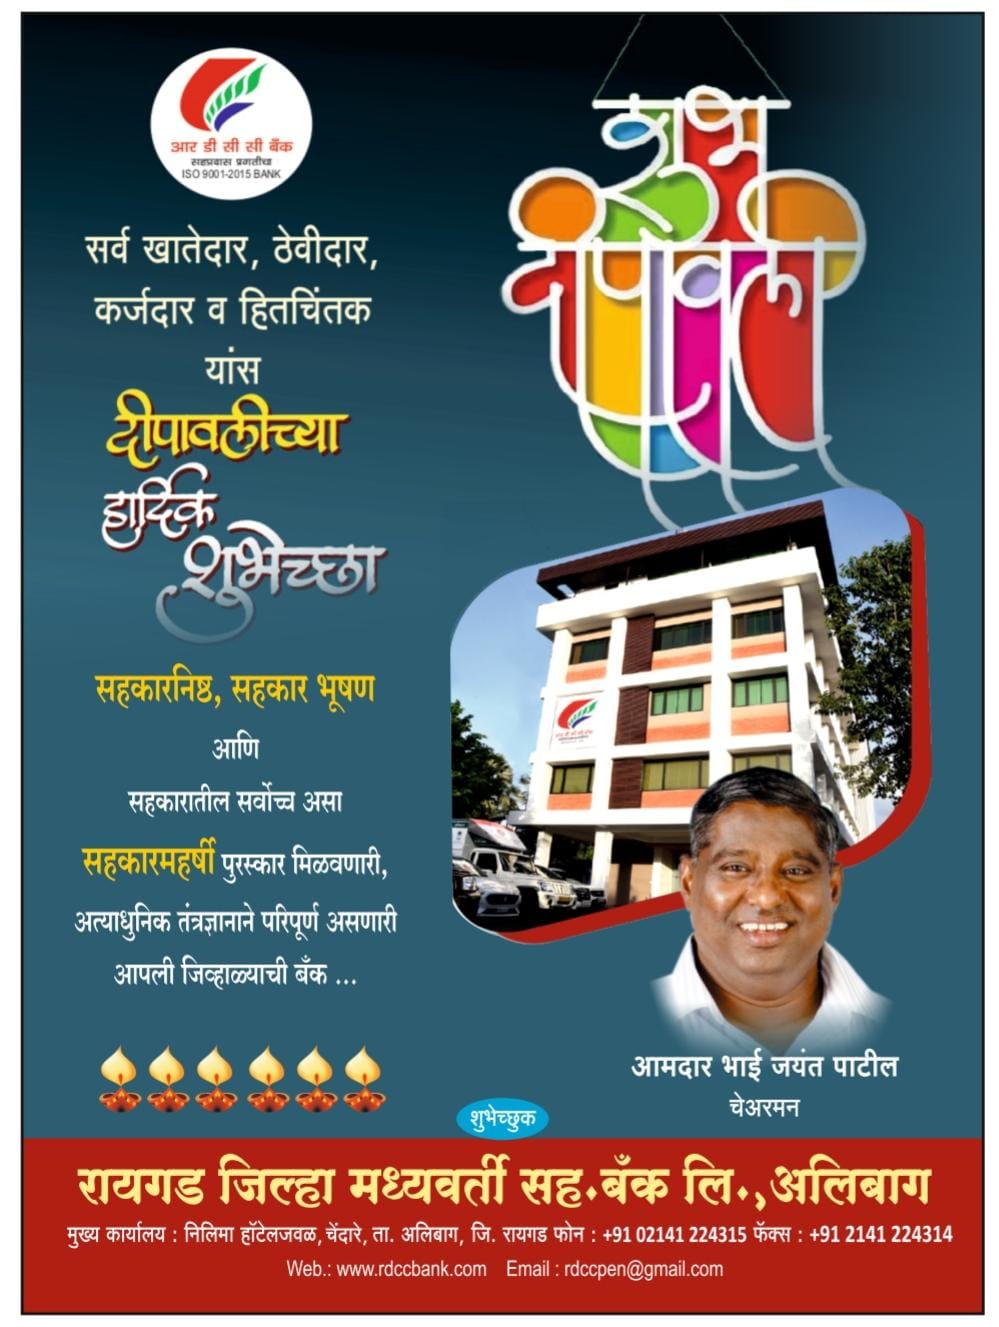 आर डी सी सी बँक
सहप्रवास प्रगतीचा
ISO 9001-2015 BANK
शुभ
दीपावली
सर्व खातेदार, ठेवीदार,
कर्जदार व हितचिंतक
यांस
दीपावलीच्या
हार्दिक
शुभेच्छा
सहकारनिष्ठ, सहकार भूषण
आणि
सहकारातील सर्वोच्च असा
सहकारमहर्षी पुरस्कार मिळवणारी,
अत्याधुनिक तंत्रज्ञानाने परिपूर्ण असणारी
आपली जिव्हाळ्याची बँक ...
आर डी सी सी बँक
आमदार भाई जयंत पाटील
चेअरमन
शुभेच्छुक
रायगड जिल्हा मध्यवर्ती सह.बँक लि.,अलिबाग
मुख्य कार्यालय : निलिमा हॉटेलजवळ, चेंदारे, ता. अलिबाग, जि. रायगड फोन : +91 02141 224315 फॅक्स : +91 2141 224314
Web.: www.rdccbank.com Email : rdccpen@gmail.com